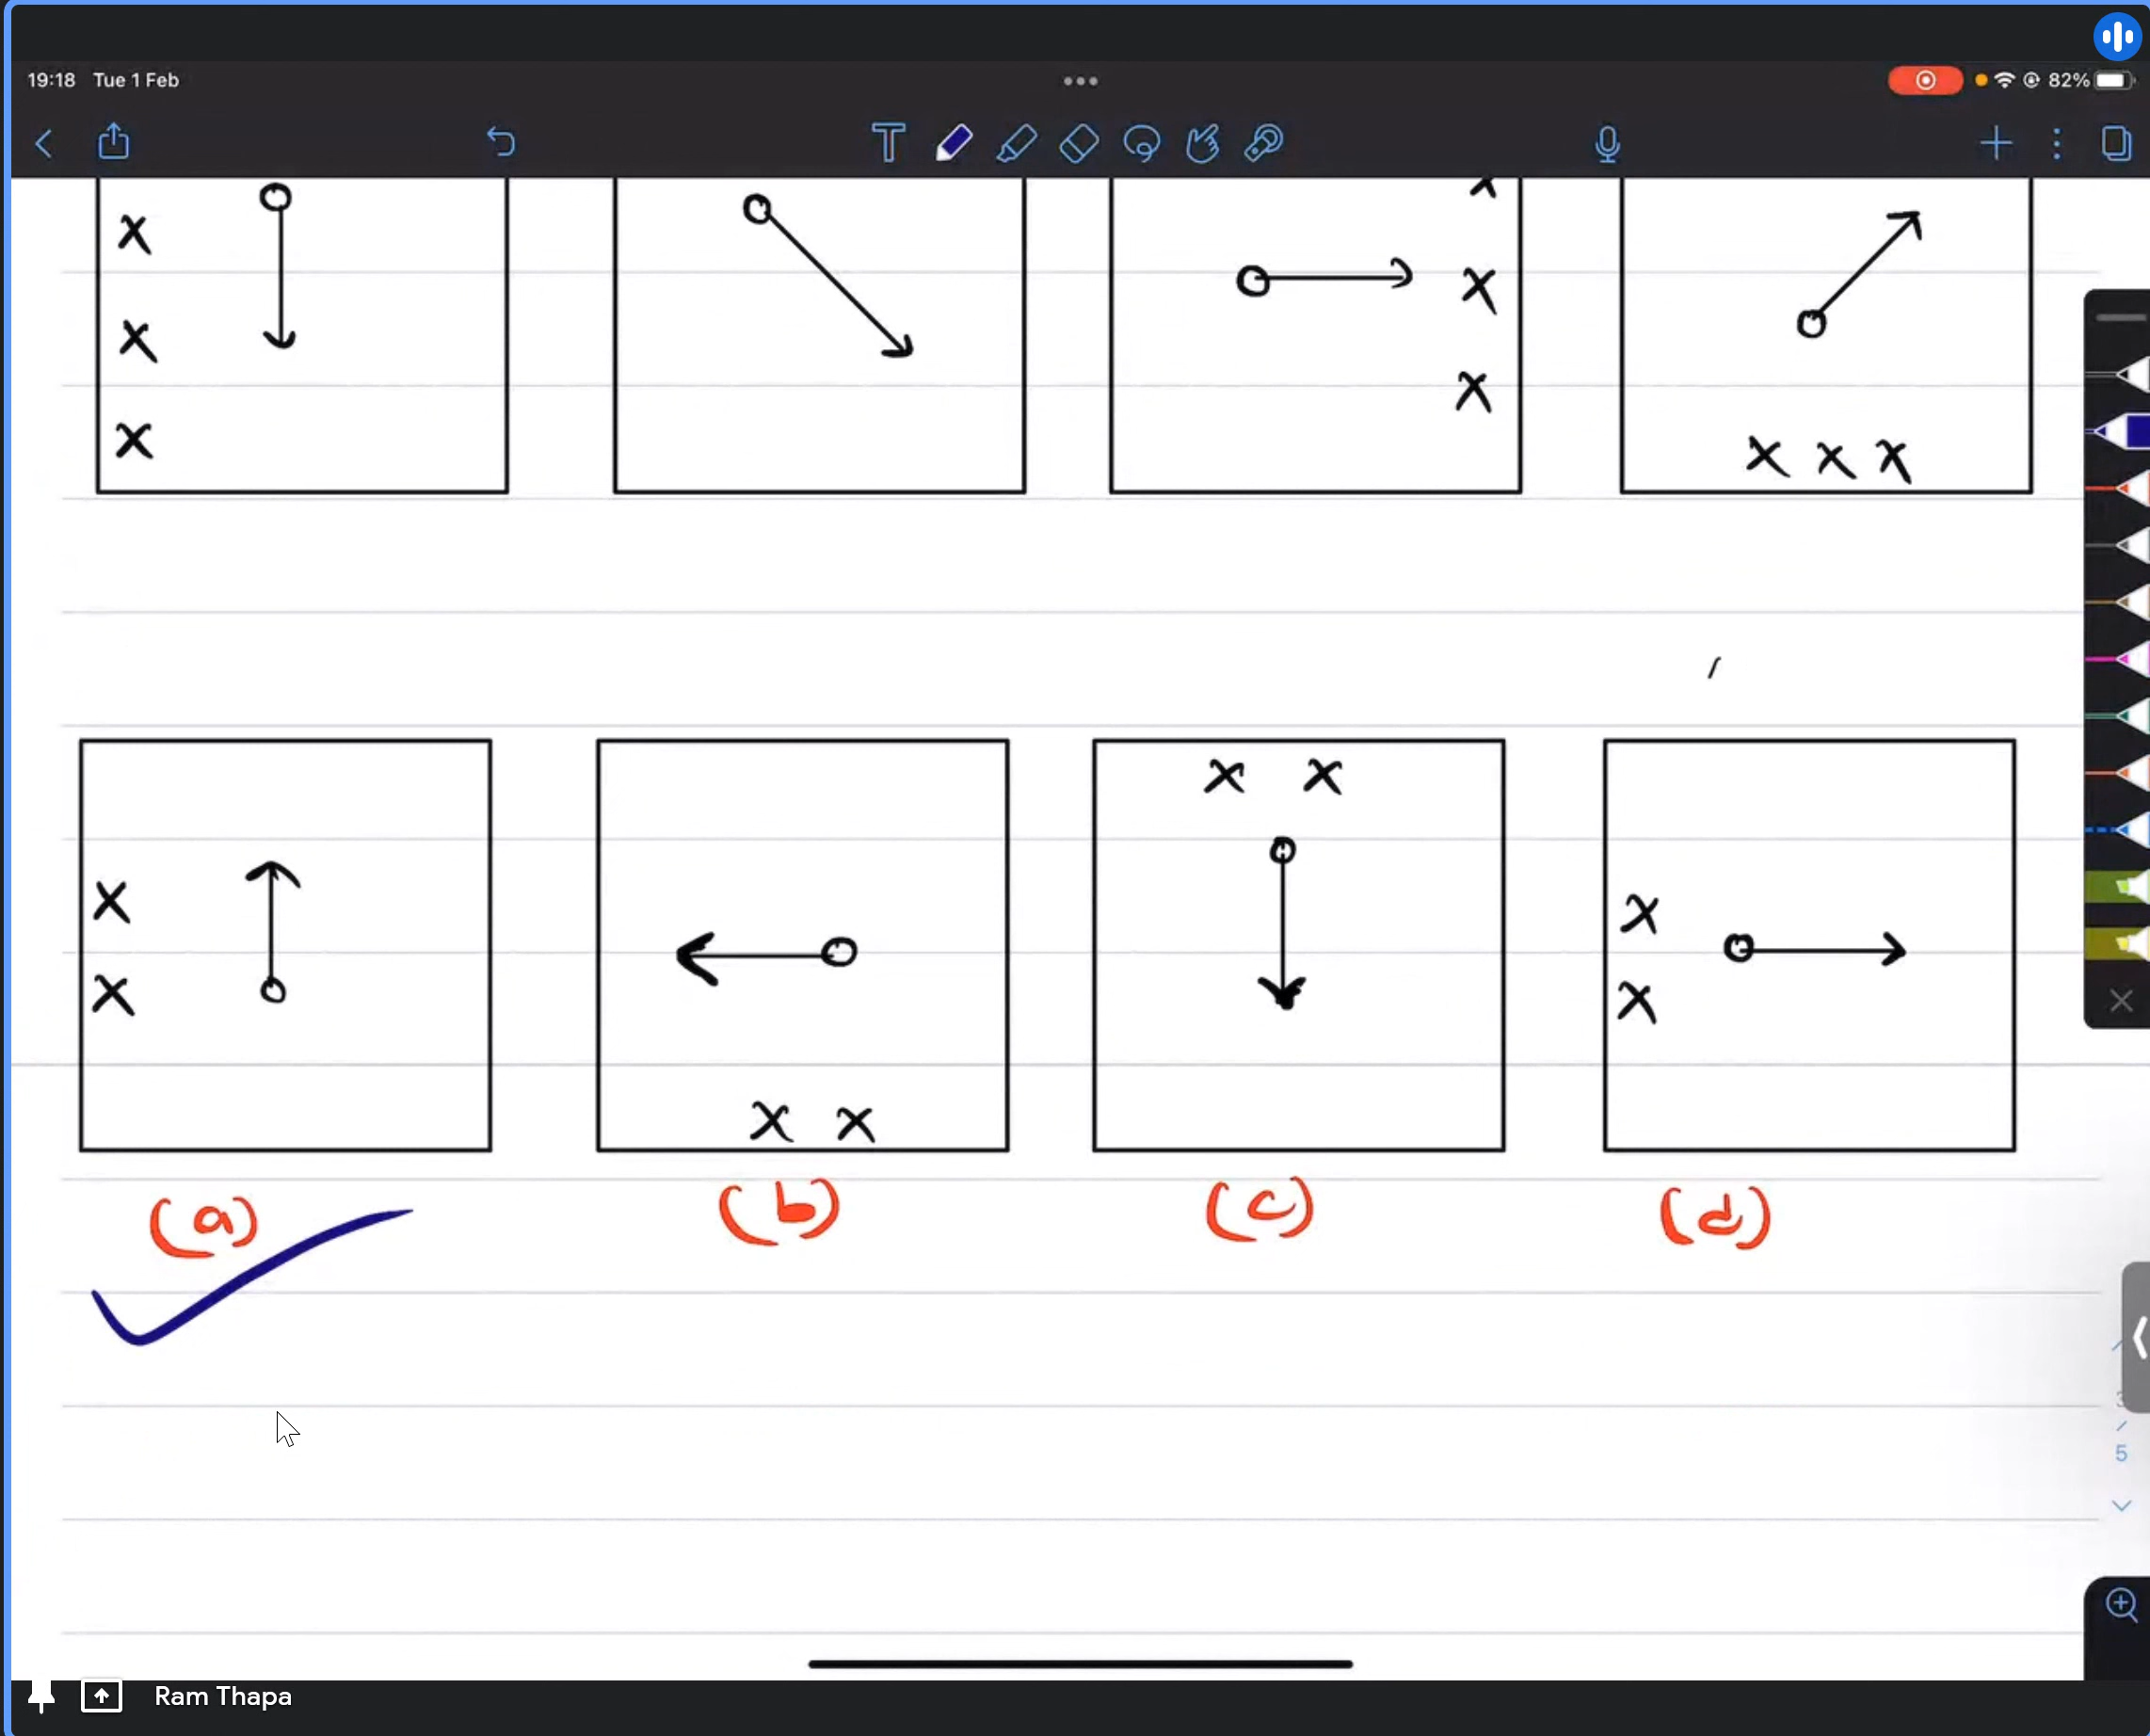 19:18 Tue 1 Feb 82%
T
x
x x x
x
x x
x x x x
x x
x x
x x
x x
(a) (b) (c) (d)
5
Ram Thapa